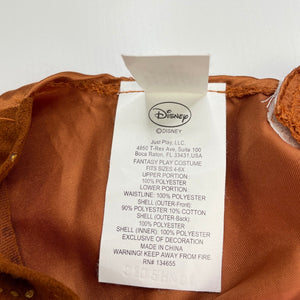 Disney
©DISNEY
Just Play, LLC.
4850 T-Rex Ave, Suite 100
Boca Raton, FL 33431, USA
FANTASY PLAY COSTUME
FITS SIZES 4-6X
UPPER PORTION
100% POLYESTER
LOWER PORTION
WAISTBAND
100% POLYESTER
SHELL (OUTER-Front):
90% POLYESTER 10% COTTON
SHELL (OUTER-Back):
100% POLYESTER
SHELL (INNER): 100% POLYESTER
EXCLUSIVE OF DECORATION
MADE IN CHINA
WARNING! KEEP AWAY FROM FIRE
RN# 134655